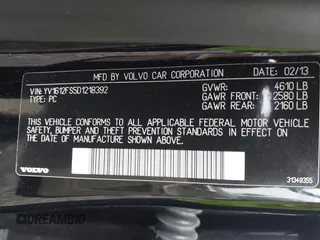 MFD BY VOLVO CAR CORPORATION DATE: 02/13
VIN: YV1612FS5D1218392 GVWR: 4610 LB
TYPE: PC GAWR FRONT: 2580 LB
GAWR REAR: 2160 LB
THIS VEHICLE CONFORMS TO ALL APPLICABLE FEDERAL MOTOR VEHICLE
SAFETY, BUMPER AND THEFT PREVENTION STANDARDS IN EFFECT ON THE
DATE OF MANUFACTURE SHOWN ABOVE.
VOLVO
31349355
© DREAMBID